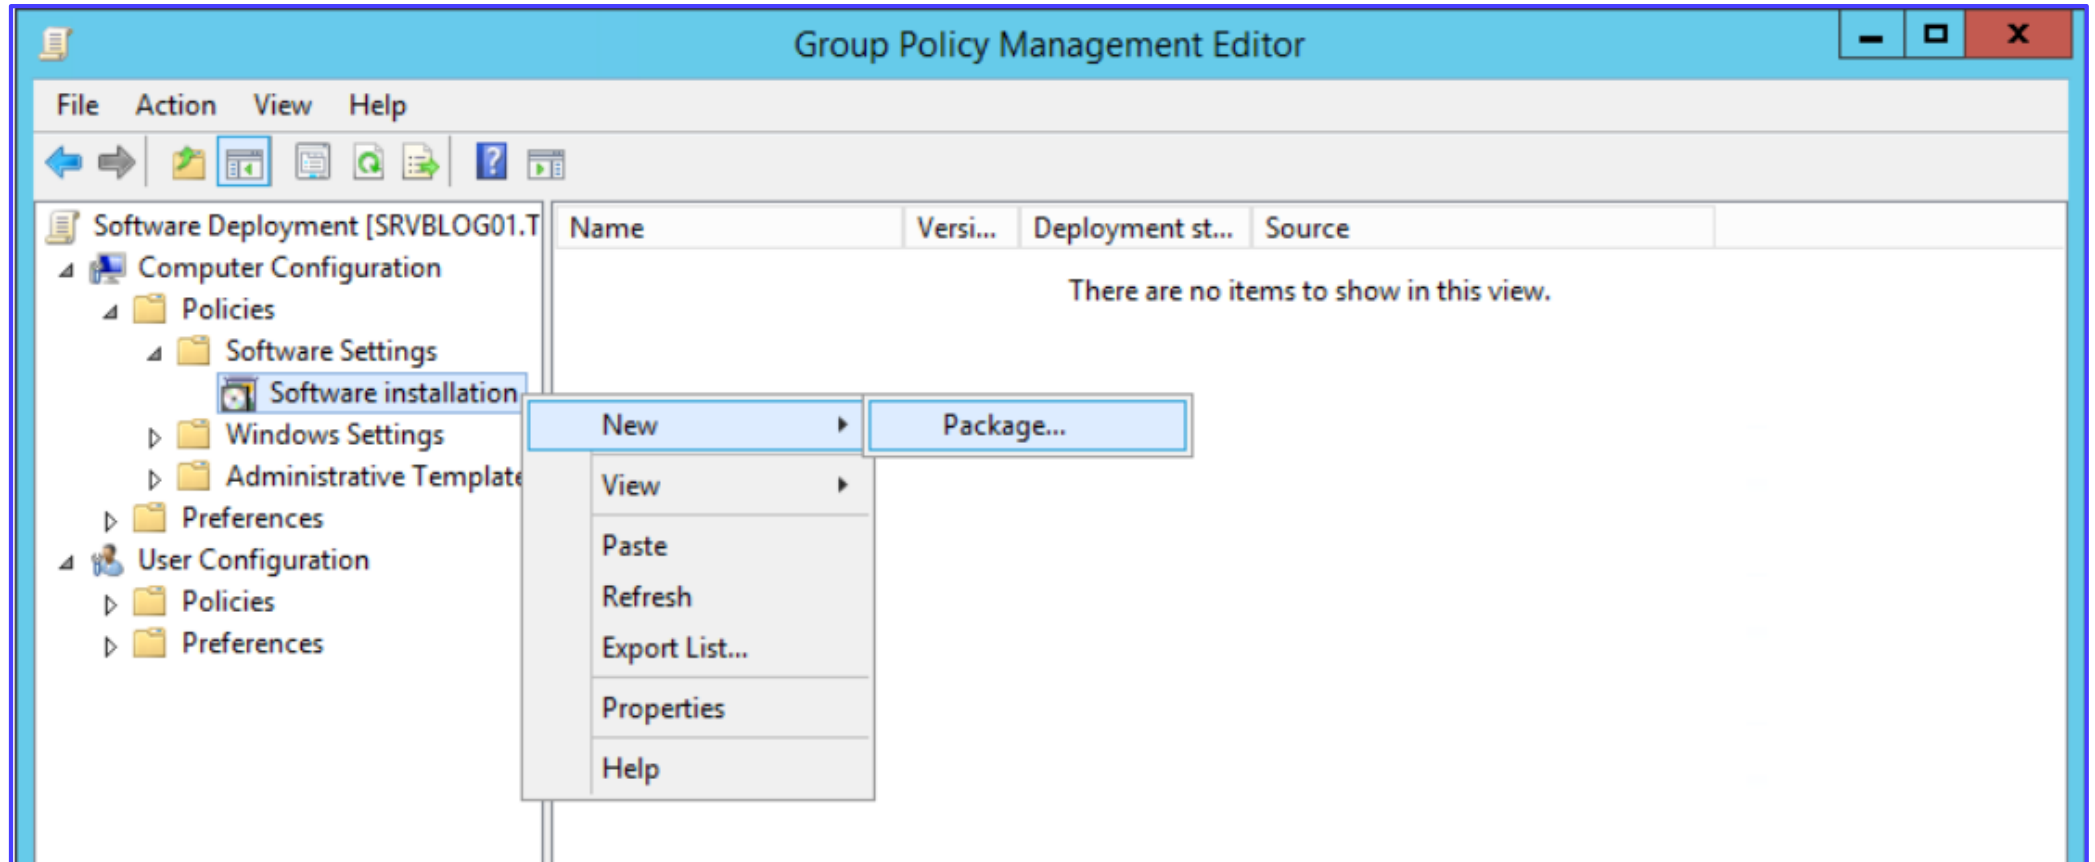 Group Policy Management Editor
File Action View Help
Software Deployment [SRVBLOG01.T
Name Versi... Deployment st... Source
Computer Configuration
There are no items to show in this view.
Policies
Software Settings
Software installation
New Package...
Windows Settings
View
Administrative Template
Preferences
Paste
User Configuration
Policies
Refresh
Preferences
Export List...
Properties
Help